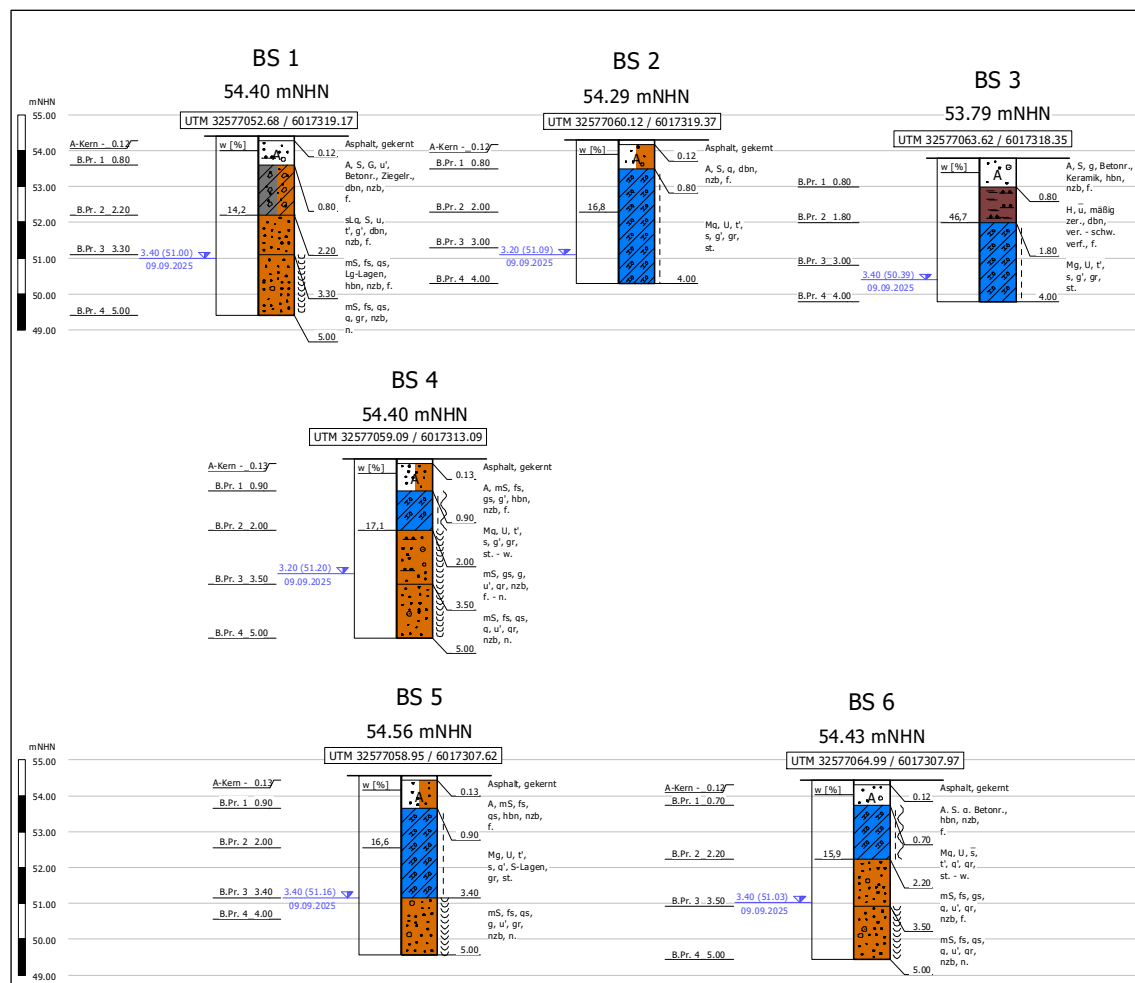 BS 1
54.40 mNHN
UTM 32577052.68 / 6017319.17
BS 2
54.29 mNHN
UTM 32577060.12 / 6017319.37
BS 3
53.79 mNHN
UTM 32577063.62 / 6017318.35
mNHN
55.00
54.00
53.00
52.00
51.00
50.00
49.00
A-Kern - 0.12
B.Pr. 1 0.80
B.Pr. 2 2.20
B.Pr. 3 3.30
B.Pr. 4 5.00
3.40 (51.00)
09.09.2025
w [%]
14,2
A
0.12
0.80
2.20
3.30
5.00
Asphalt, gekernt
A, S, G, u',
Betonr., Ziegelr.,
dbn, nzb,
f.
sLg, S, u,
t', g', dbn,
nzb, f.
mS, fs, gs,
Lg-Lagen,
hbn, nzb, f.
mS, fs, gs,
g, gr, nzb,
n.
A-Kern - 0.12
B.Pr. 1 0.80
B.Pr. 2 2.00
B.Pr. 3 3.00
B.Pr. 4 4.00
3.20 (51.09)
09.09.2025
w [%]
16,8
A
0.12
0.80
4.00
Asphalt, gekernt
A, S, g, dbn,
nzb, f.
Mg, U, t',
s, g', gr,
st.
B.Pr. 1 0.80
B.Pr. 2 1.80
B.Pr. 3 3.00
B.Pr. 4 4.00
3.40 (50.39)
09.09.2025
w [%]
46,7
A
0.80
1.80
4.00
A, S, g, Betonr.,
Keramik, hbn,
nzb, f.
H, ū, mäßig
zer., dbn,
ver. - schw.
verf., f.
Mg, U, t',
s, g', gr,
st.
BS 4
54.40 mNHN
UTM 32577059.09 / 6017313.09
A-Kern - 0.13
B.Pr. 1 0.90
B.Pr. 2 2.00
B.Pr. 3 3.50
B.Pr. 4 5.00
3.20 (51.20)
09.09.2025
w [%]
17,1
A
0.13
0.90
2.00
3.50
5.00
Asphalt, gekernt
A, mS, fs,
gs, g', hbn,
nzb, f.
Mg, U, t',
s, g', gr,
st. - w.
mS, gs, g,
u', gr, nzb,
f. - n.
mS, fs, gs,
g, u', gr,
nzb, n.
BS 5
54.56 mNHN
UTM 32577058.95 / 6017307.62
BS 6
54.43 mNHN
UTM 32577064.99 / 6017307.97
mNHN
55.00
54.00
53.00
52.00
51.00
50.00
49.00
A-Kern - 0.13
B.Pr. 1 0.90
B.Pr. 2 2.00
B.Pr. 3 3.40
B.Pr. 4 4.00
3.40 (51.16)
09.09.2025
w [%]
16,6
A
0.13
0.90
3.40
5.00
Asphalt, gekernt
A, mS, fs,
gs, hbn, nzb,
f.
Mg, U, t',
s, g', S-Lagen,
gr, st.
mS, fs, gs,
g, u', gr,
nzb, n.
A-Kern - 0.12
B.Pr. 1 0.70
B.Pr. 2 2.20
B.Pr. 3 3.50
B.Pr. 4 5.00
3.40 (51.03)
09.09.2025
w [%]
15,9
A
0.12
0.70
2.20
3.50
5.00
Asphalt, gekernt
A, S, g, Betonr.,
hbn, nzb,
f.
Mg, U, s̄,
t', g', gr,
st. - w.
mS, fs, gs,
g, u', gr,
nzb, f.
mS, fs, gs,
g, u', gr,
nzb, n.